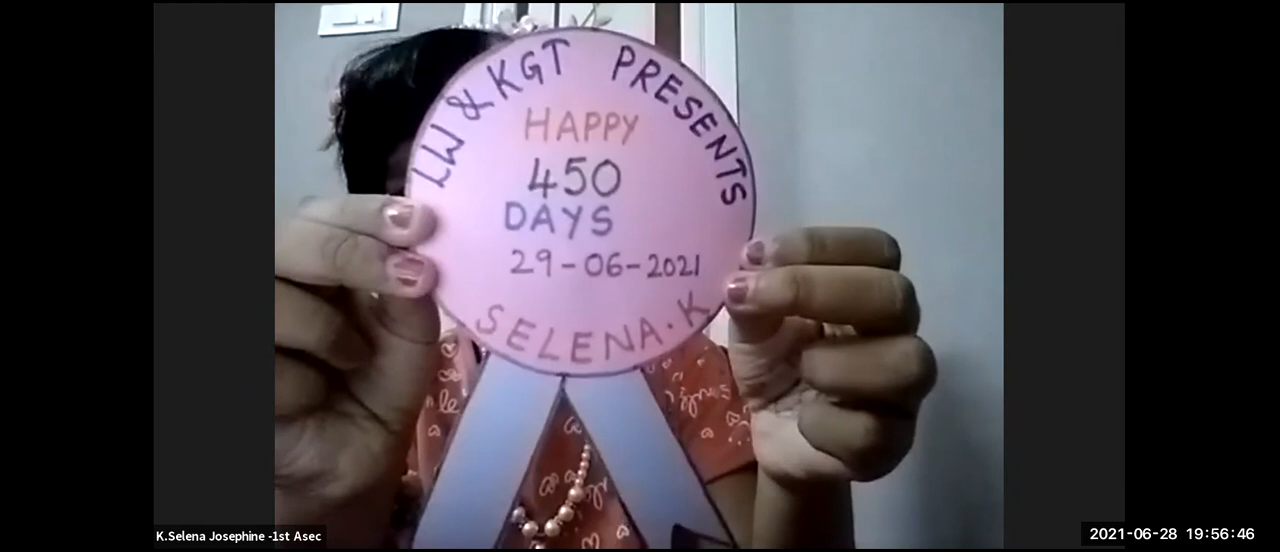 LW & KGT PRESENTS
HAPPY
450
DAYS
29-06-2021
SELENA.K
K.Selena Josephine -1st Asec
2021-06-28 19:56:46